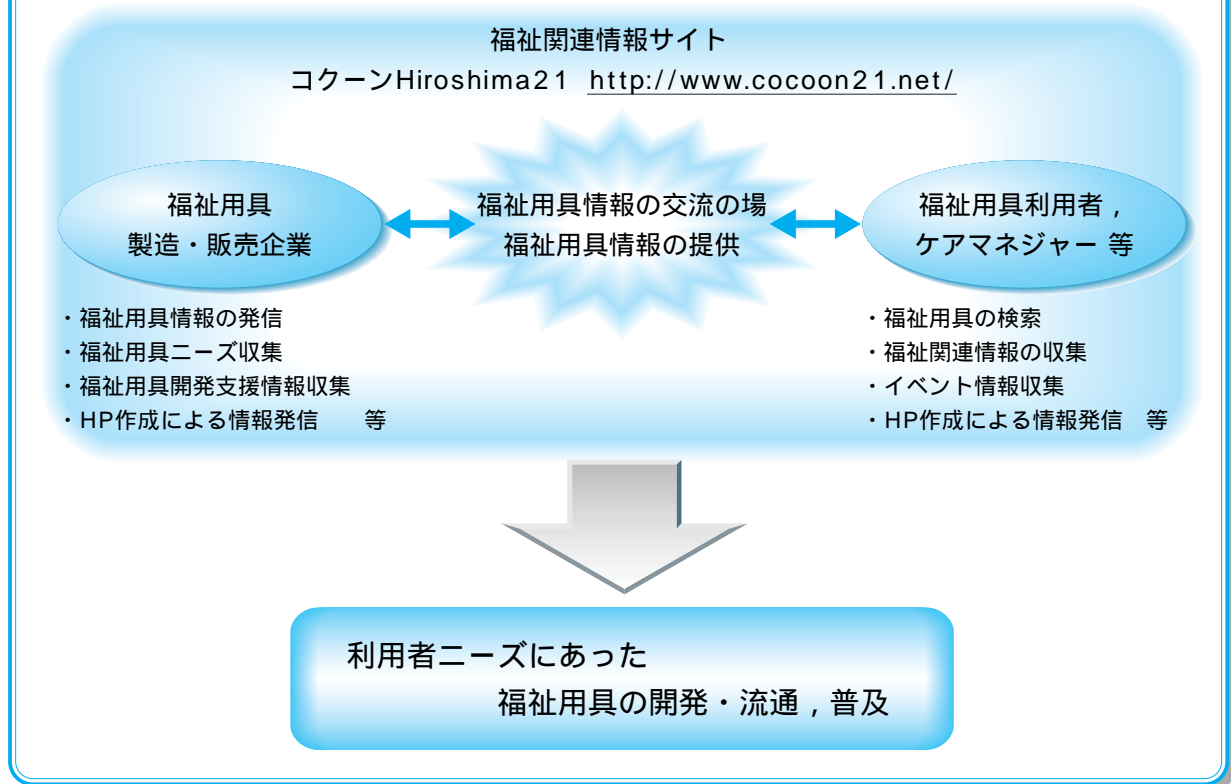 福祉関連情報サイト
コクーンHiroshima21 http://www.cocoon21.net/
福祉用具
製造・販売企業
福祉用具情報の交流の場
福祉用具情報の提供
福祉用具利用者，
ケアマネジャー 等
・福祉用具情報の発信
・福祉用具ニーズ収集
・福祉用具開発支援情報収集
・HP作成による情報発信　　等
・福祉用具の検索
・福祉関連情報の収集
・イベント情報収集
・HP作成による情報発信　等
利用者ニーズにあった
福祉用具の開発・流通，普及